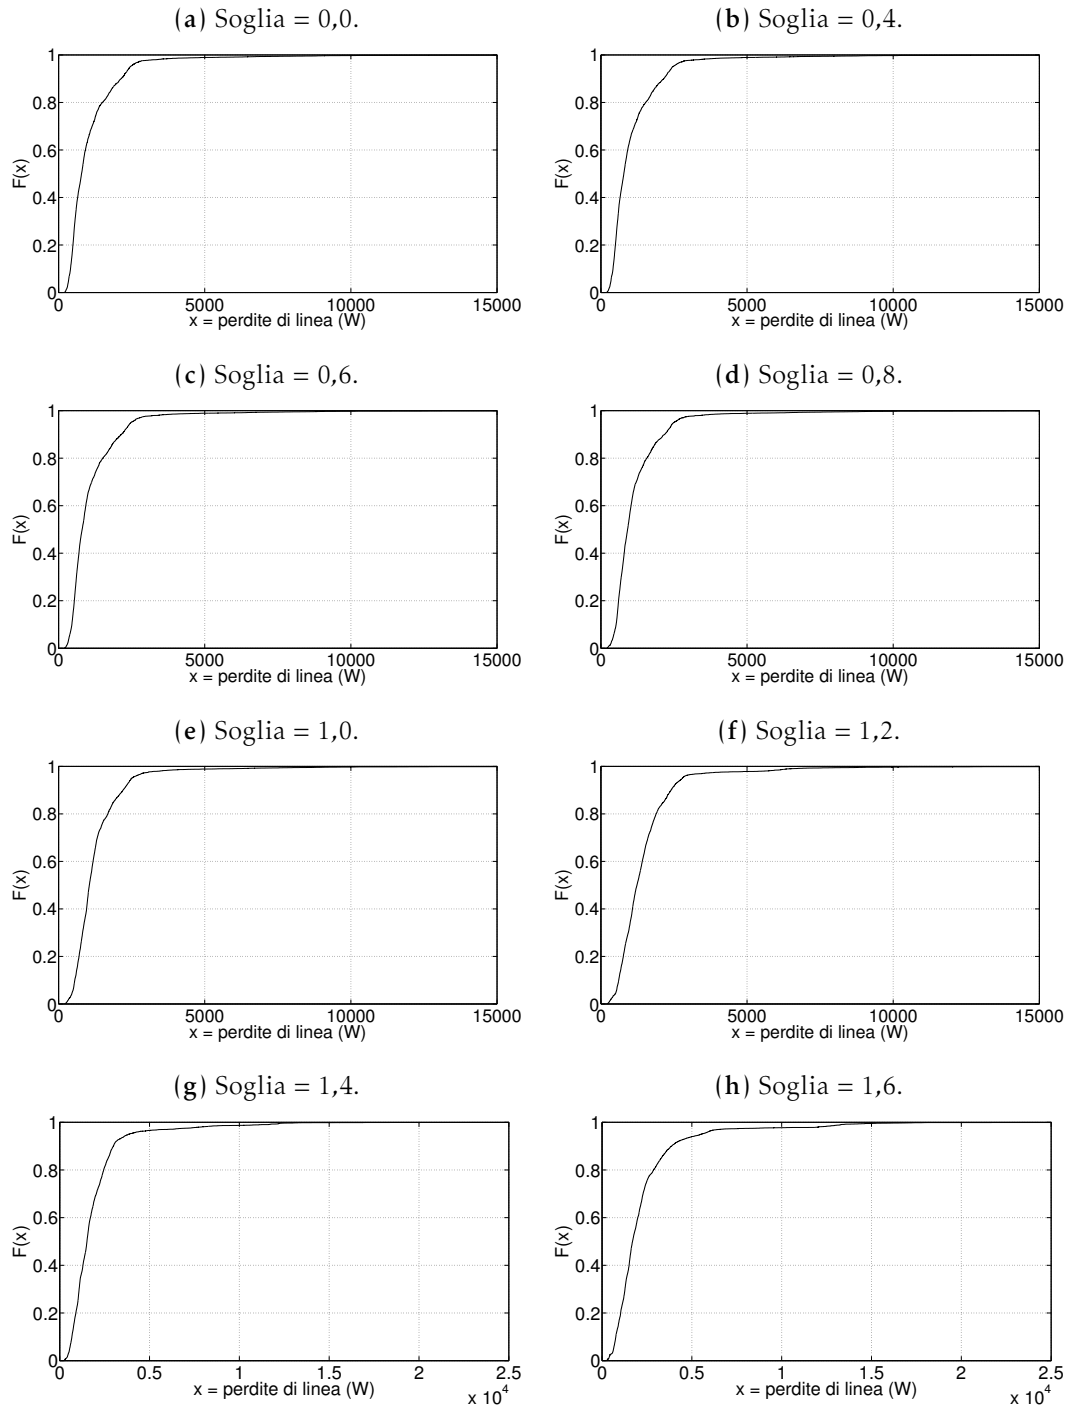 (a) Soglia = 0,0.
1
0.8
0.6
0.4
0.2
0
F(x)
0 5000 10000 15000
x = perdite di linea (W)
(b) Soglia = 0,4.
1
0.8
0.6
0.4
0.2
0
F(x)
0 5000 10000 15000
x = perdite di linea (W)
(c) Soglia = 0,6.
1
0.8
0.6
0.4
0.2
0
F(x)
0 5000 10000 15000
x = perdite di linea (W)
(d) Soglia = 0,8.
1
0.8
0.6
0.4
0.2
0
F(x)
0 5000 10000 15000
x = perdite di linea (W)
(e) Soglia = 1,0.
1
0.8
0.6
0.4
0.2
0
F(x)
0 5000 10000 15000
x = perdite di linea (W)
(f) Soglia = 1,2.
1
0.8
0.6
0.4
0.2
0
F(x)
0 5000 10000 15000
x = perdite di linea (W)
(g) Soglia = 1,4.
1
0.8
0.6
0.4
0.2
0
F(x)
0 0.5 1 1.5 2 2.5
x = perdite di linea (W)
x 10⁴
(h) Soglia = 1,6.
1
0.8
0.6
0.4
0.2
0
F(x)
0 0.5 1 1.5 2 2.5
x = perdite di linea (W)
x 10⁴